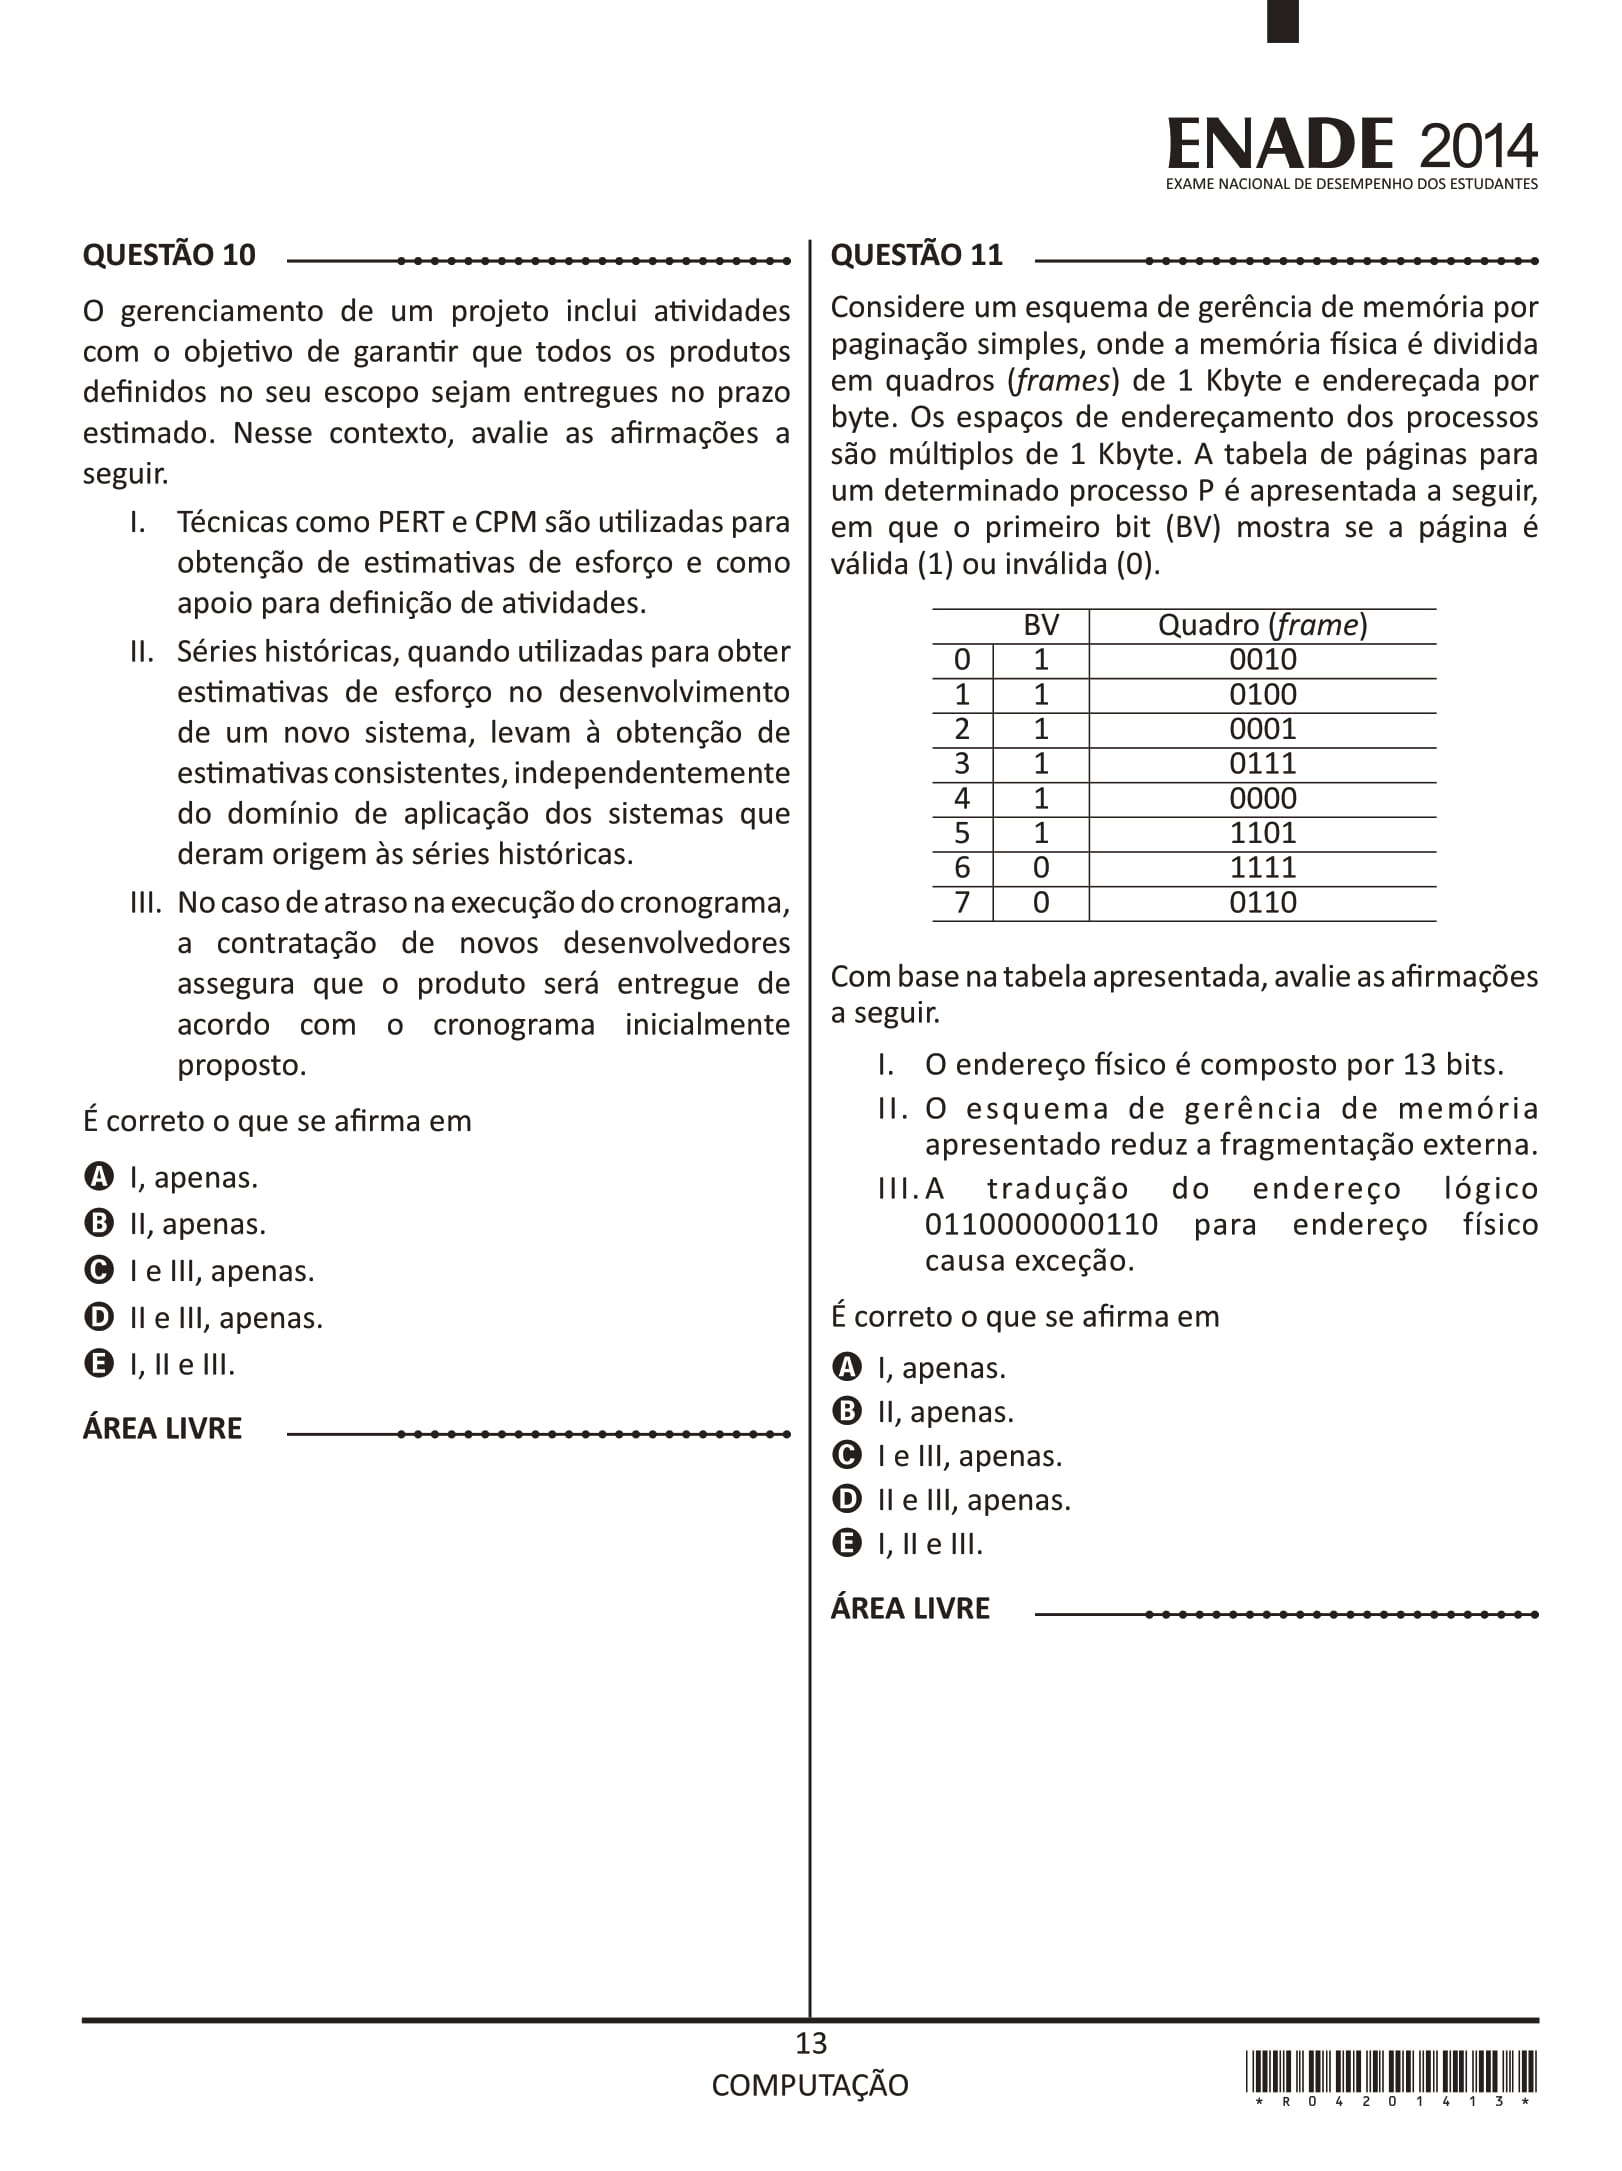 ENADE 2014
EXAME NACIONAL DE DESEMPENHO DOS ESTUDANTES
QUESTÃO 10
O gerenciamento de um projeto inclui atividades
com o objetivo de garantir que todos os produtos
definidos no seu escopo sejam entregues no prazo
estimado. Nesse contexto, avalie as afirmações a
seguir.
I. Técnicas como PERT e CPM são utilizadas para
obtenção de estimativas de esforço e como
apoio para definição de atividades.
II. Séries históricas, quando utilizadas para obter
estimativas de esforço no desenvolvimento
de um novo sistema, levam à obtenção de
estimativas consistentes, independentemente
do domínio de aplicação dos sistemas que
deram origem às séries históricas.
III. No caso de atraso na execução do cronograma,
a contratação de novos desenvolvedores
assegura que o produto será entregue de
acordo com o cronograma inicialmente
proposto.
É correto o que se afirma em
A I, apenas.
B II, apenas.
C I e III, apenas.
D II e III, apenas.
E I, II e III.
ÁREA LIVRE
QUESTÃO 11
Considere um esquema de gerência de memória por
paginação simples, onde a memória física é dividida
em quadros (frames) de 1 Kbyte e endereçada por
byte. Os espaços de endereçamento dos processos
são múltiplos de 1 Kbyte. A tabela de páginas para
um determinado processo P é apresentada a seguir,
em que o primeiro bit (BV) mostra se a página é
válida (1) ou inválida (0).
BV Quadro (frame)
0 1 0010
1 1 0100
2 1 0001
3 1 0111
4 1 0000
5 1 1101
6 0 1111
7 0 0110
Com base na tabela apresentada, avalie as afirmações
a seguir.
I. O endereço físico é composto por 13 bits.
II. O esquema de gerência de memória
apresentado reduz a fragmentação externa.
III. A tradução do endereço lógico
0110000000110 para endereço físico
causa exceção.
É correto o que se afirma em
A I, apenas.
B II, apenas.
C I e III, apenas.
D II e III, apenas.
E I, II e III.
ÁREA LIVRE
13
COMPUTAÇÃO
* R 0 4 2 0 1 4 1 3 *